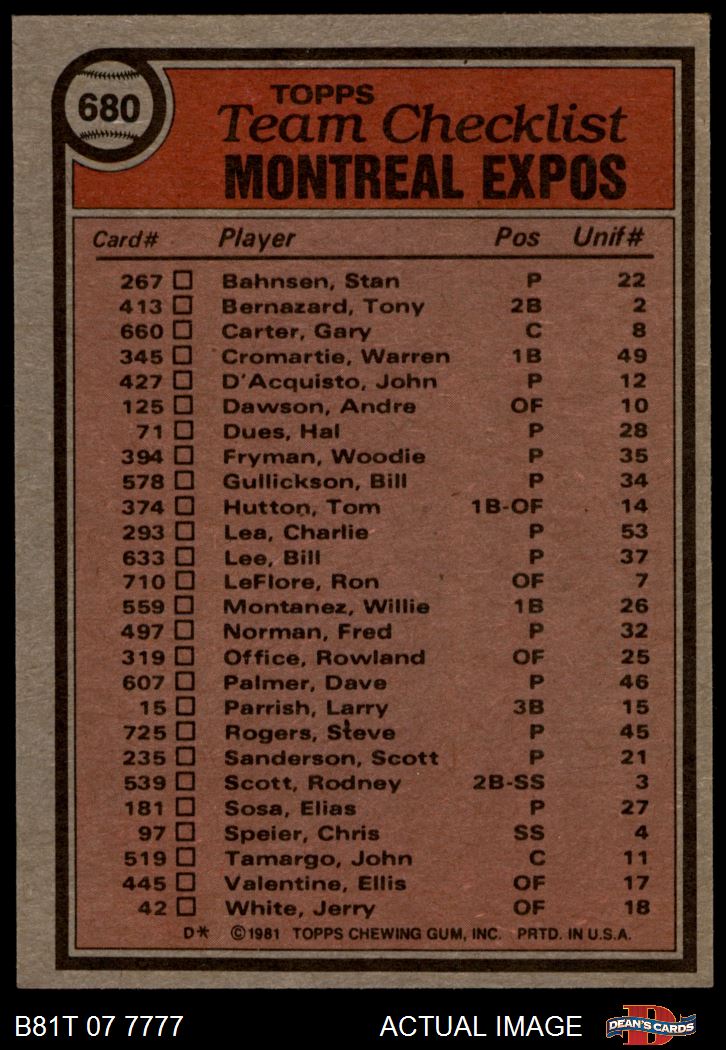 680
TOPPS
Team Checklist
MONTREAL EXPOS
Card# Player Pos Unif#
267 Bahnsen, Stan P 22
413 Bernazard, Tony 2B 2
660 Carter, Gary C 8
345 Cromartie, Warren 1B 49
427 D'Acquisto, John P 12
125 Dawson, Andre OF 10
71 Dues, Hal P 28
394 Fryman, Woodie P 35
578 Gullickson, Bill P 34
374 Hutton, Tom 1B-OF 14
293 Lea, Charlie P 53
633 Lee, Bill P 37
710 LeFlore, Ron OF 7
559 Montanez, Willie 1B 26
497 Norman, Fred P 32
319 Office, Rowland OF 25
607 Palmer, Dave P 46
15 Parrish, Larry 3B 15
725 Rogers, Steve P 45
235 Sanderson, Scott P 21
539 Scott, Rodney 2B-SS 3
181 Sosa, Elias P 27
97 Speier, Chris SS 4
519 Tamargo, John C 11
445 Valentine, Ellis OF 17
42 White, Jerry OF 18
D* ©1981 TOPPS CHEWING GUM, INC. PRTD. IN U.S.A.
B81T 07 7777 ACTUAL IMAGE D DEAN'S CARDS